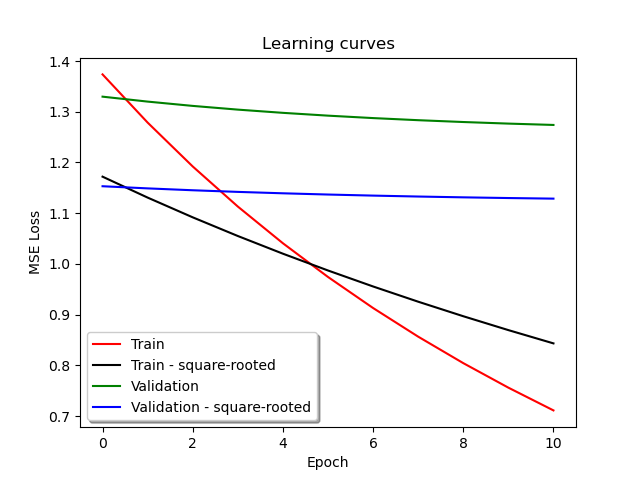 Learning curves
1.4
1.3
1.2
1.1
1.0
0.9
0.8
0.7
MSE Loss
Train
Train - square-rooted
Validation
Validation - square-rooted
0 2 4 6 8 10
Epoch